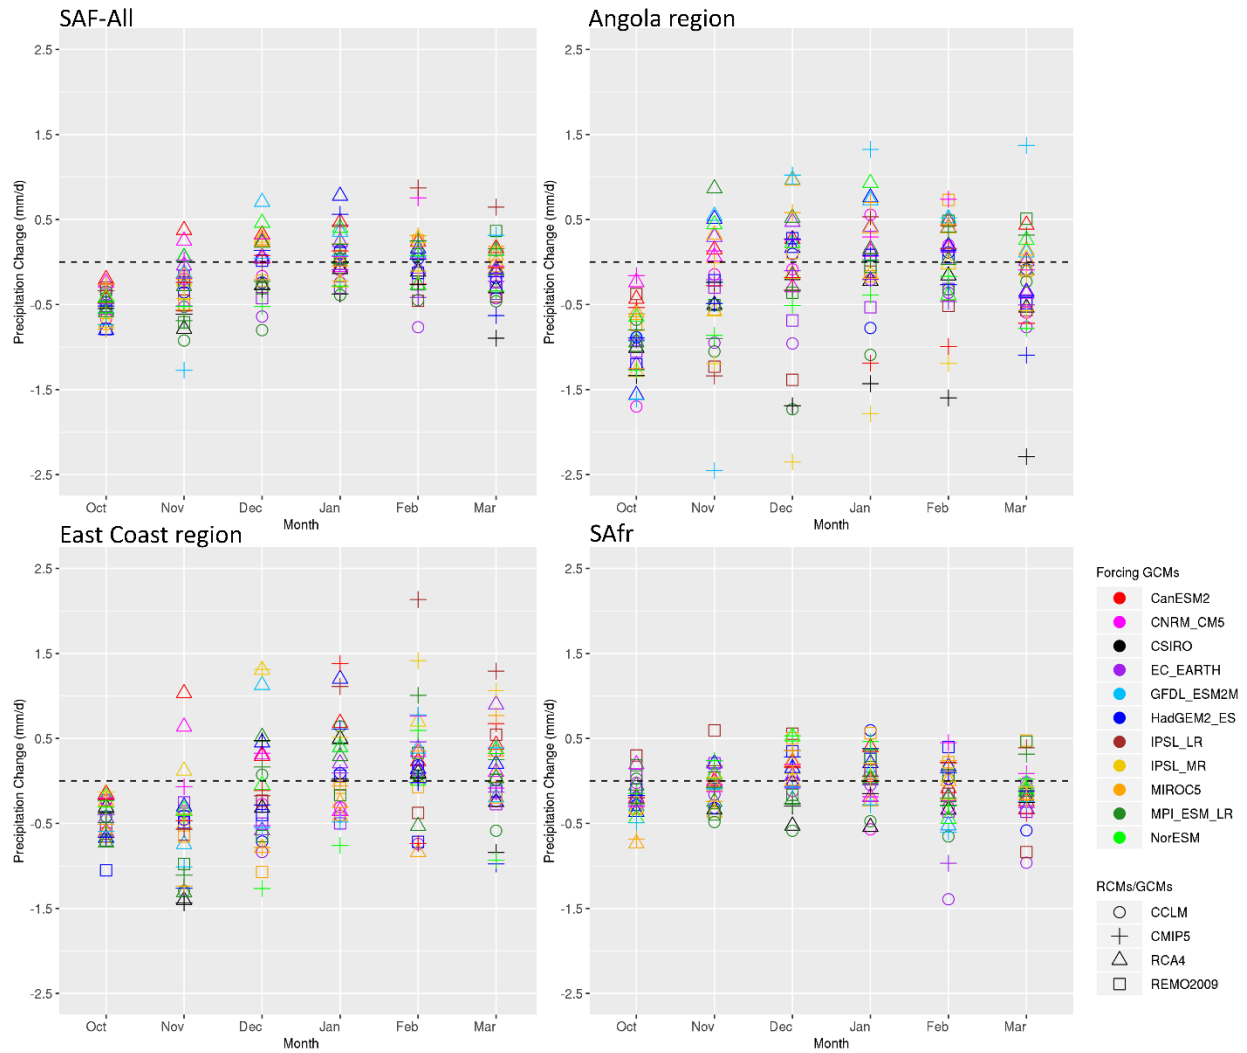 SAF-All
2.5
1.5
0.5
-0.5
-1.5
-2.5
Precipitation Change (mm/d)
Oct Nov Dec Jan Feb Mar
Month
Angola region
2.5
1.5
0.5
-0.5
-1.5
-2.5
Precipitation Change (mm/d)
Oct Nov Dec Jan Feb Mar
Month
East Coast region
2.5
1.5
0.5
-0.5
-1.5
-2.5
Precipitation Change (mm/d)
Oct Nov Dec Jan Feb Mar
Month
SAfr
2.5
1.5
0.5
-0.5
-1.5
-2.5
Precipitation Change (mm/d)
Oct Nov Dec Jan Feb Mar
Month
Forcing GCMs
CanESM2
CNRM_CM5
CSIRO
EC_EARTH
GFDL_ESM2M
HadGEM2_ES
IPSL_LR
IPSL_MR
MIROC5
MPI_ESM_LR
NorESM
RCMs/GCMs
CCLM
CMIP5
RCA4
REMO2009